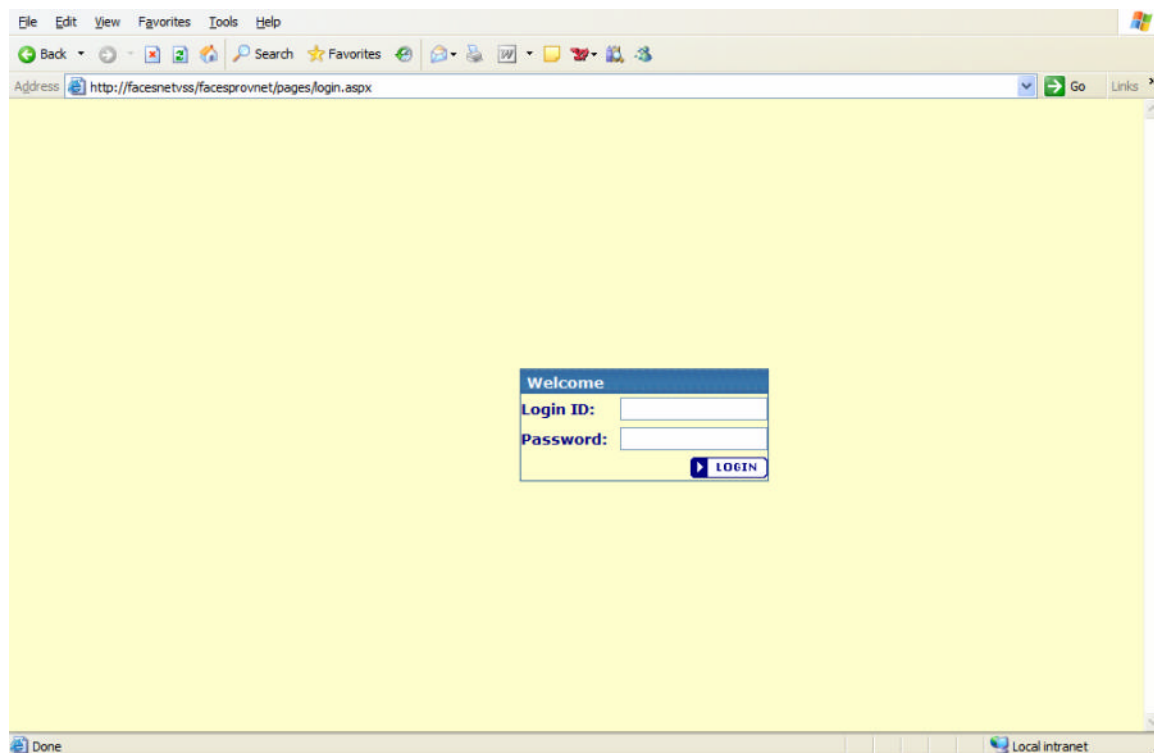 File Edit View Favorites Tools Help
Back Search Favorites
Address http://facesnetvss/facesprovnet/pages/login.aspx Go Links
Welcome
Login ID:
Password:
LOGIN
Done Local intranet